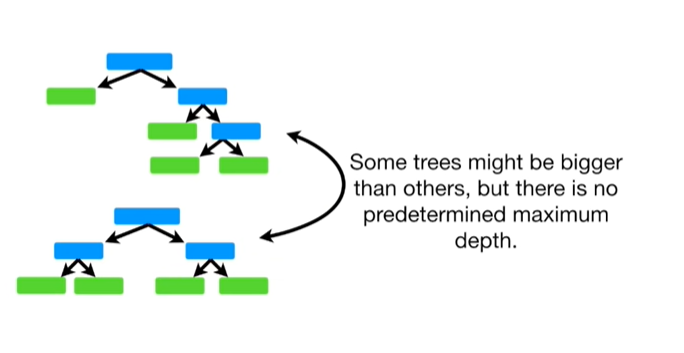 Some trees might be bigger
than others, but there is no
predetermined maximum
depth.